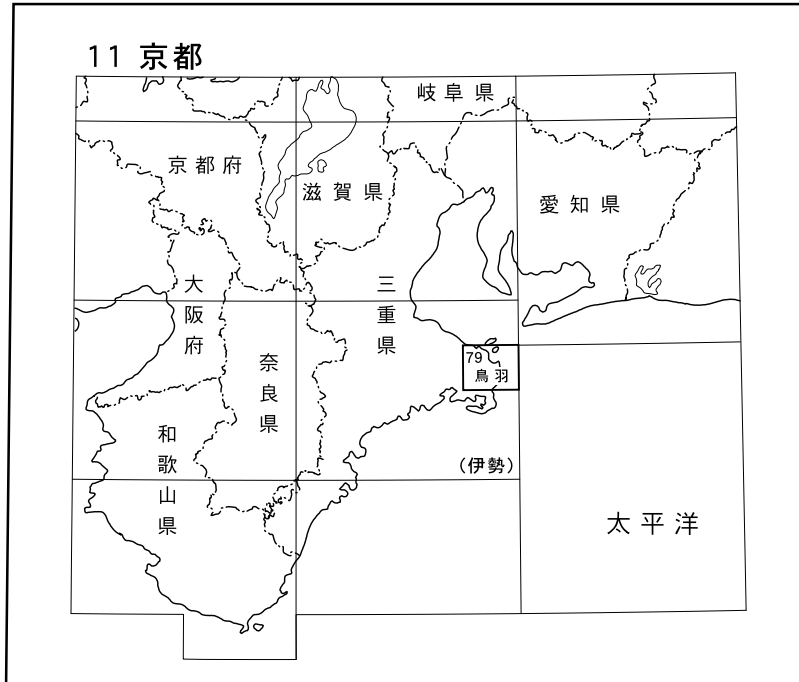 11 京都
岐阜県
京都府
滋賀県
愛知県
大阪府
三重県
奈良県
79
鳥羽
和歌山県
(伊勢)
太平洋